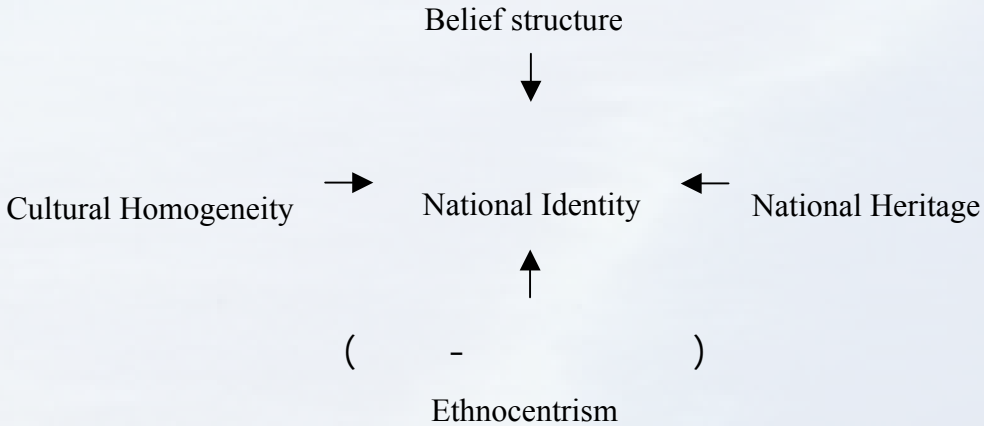 Belief structure
Cultural Homogeneity National Identity National Heritage
( - )
Ethnocentrism